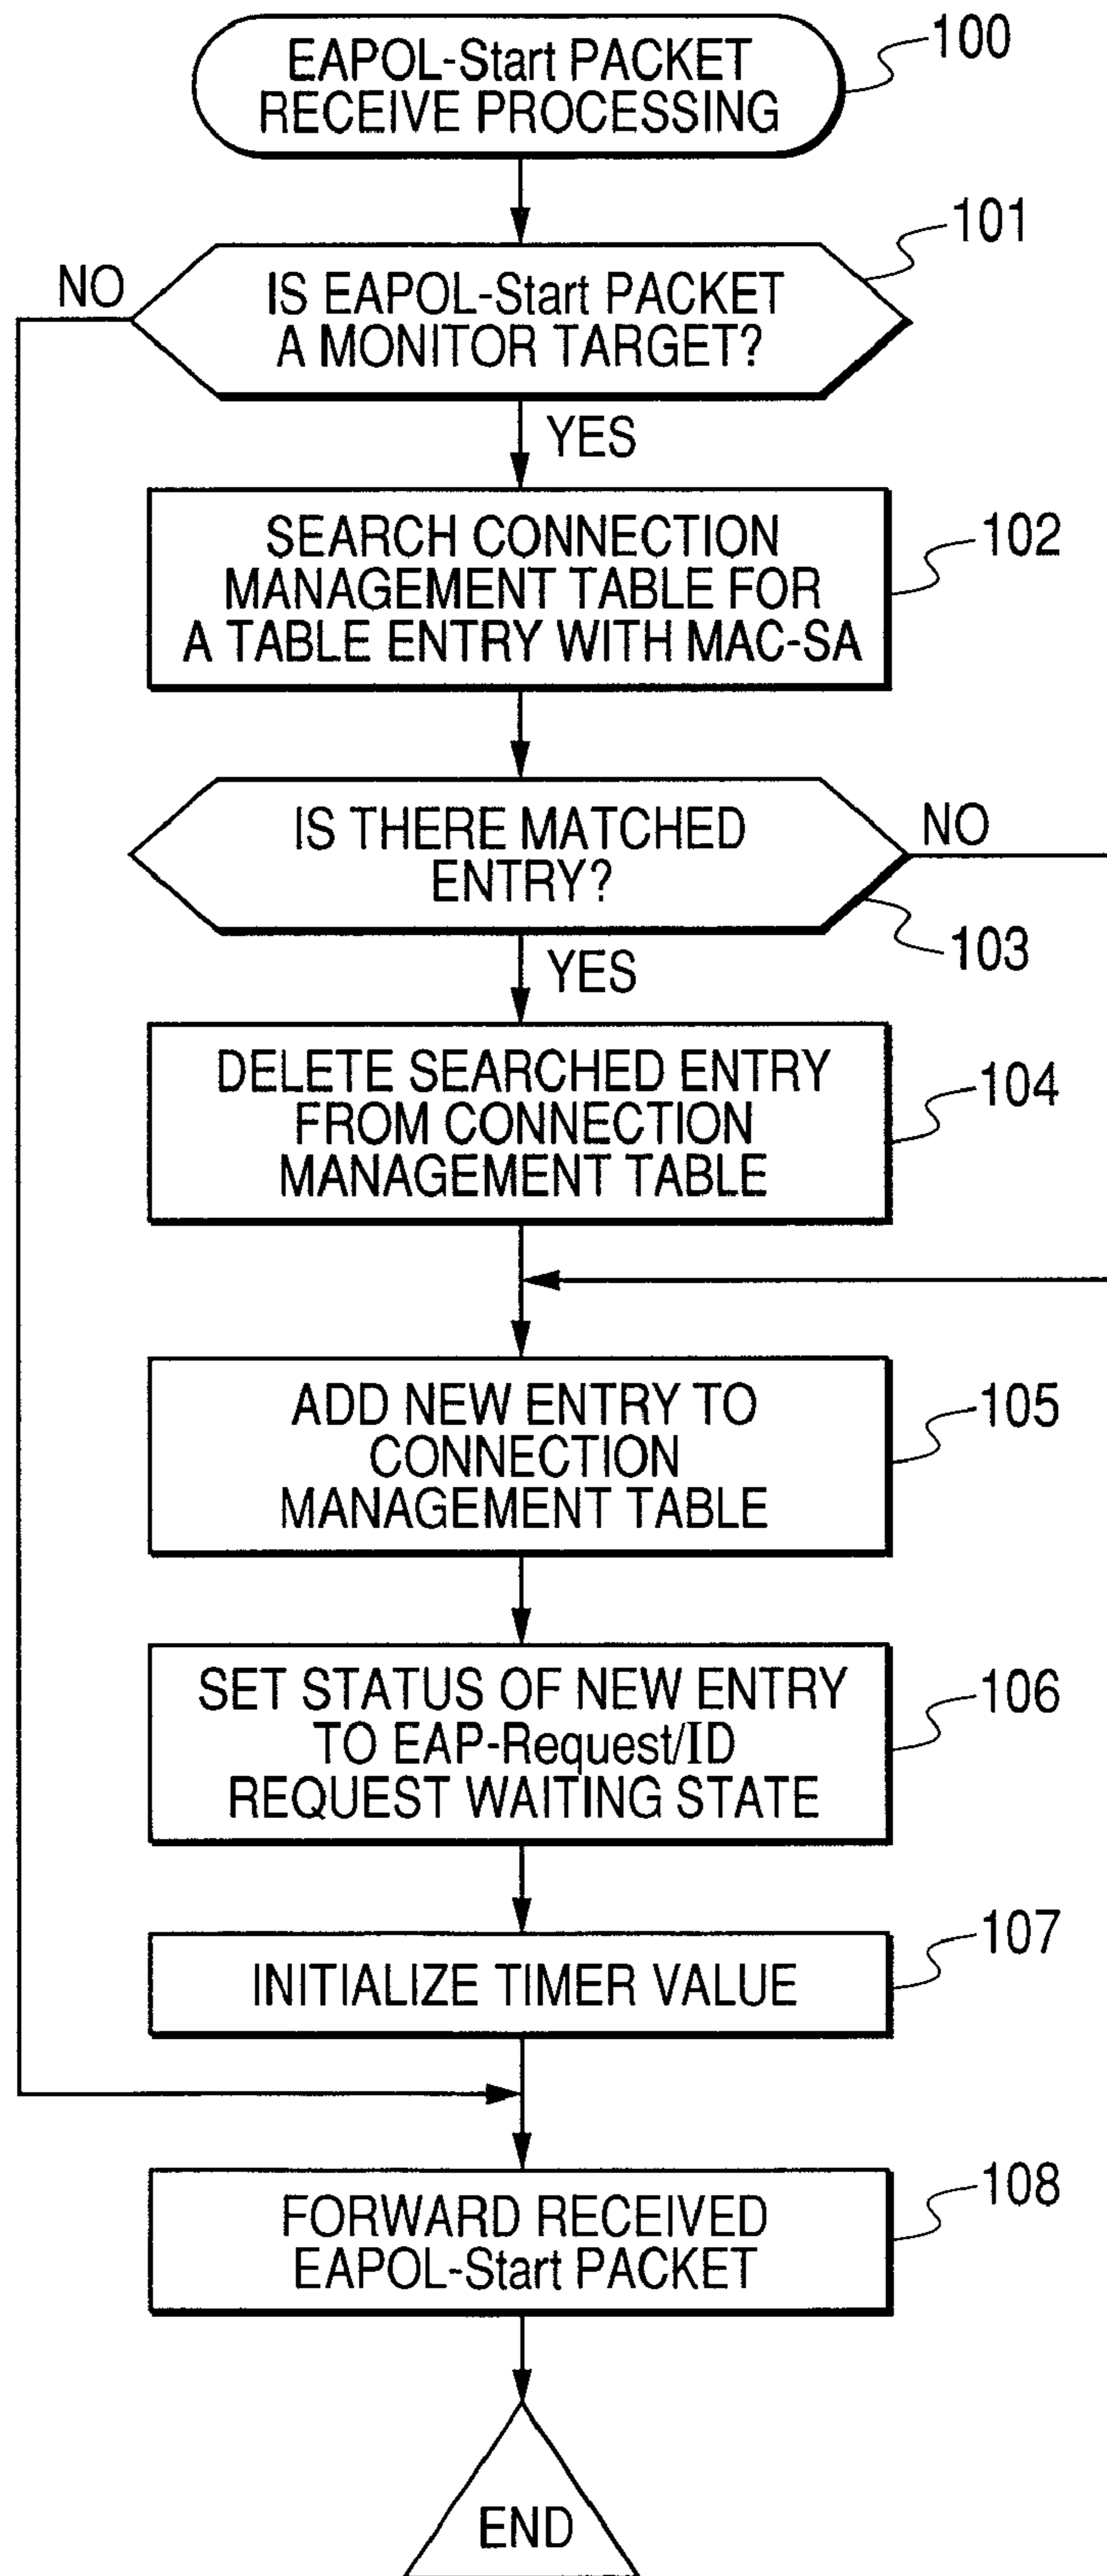 EAPOL-Start PACKET
RECEIVE PROCESSING
100
101
NO
IS EAPOL-Start PACKET
A MONITOR TARGET?
YES
SEARCH CONNECTION
MANAGEMENT TABLE FOR
A TABLE ENTRY WITH MAC-SA
102
IS THERE MATCHED
ENTRY?
NO
103
YES
DELETE SEARCHED ENTRY
FROM CONNECTION
MANAGEMENT TABLE
104
ADD NEW ENTRY TO
CONNECTION
MANAGEMENT TABLE
105
SET STATUS OF NEW ENTRY
TO EAP-Request/ID
REQUEST WAITING STATE
106
INITIALIZE TIMER VALUE
107
FORWARD RECEIVED
EAPOL-Start PACKET
108
END